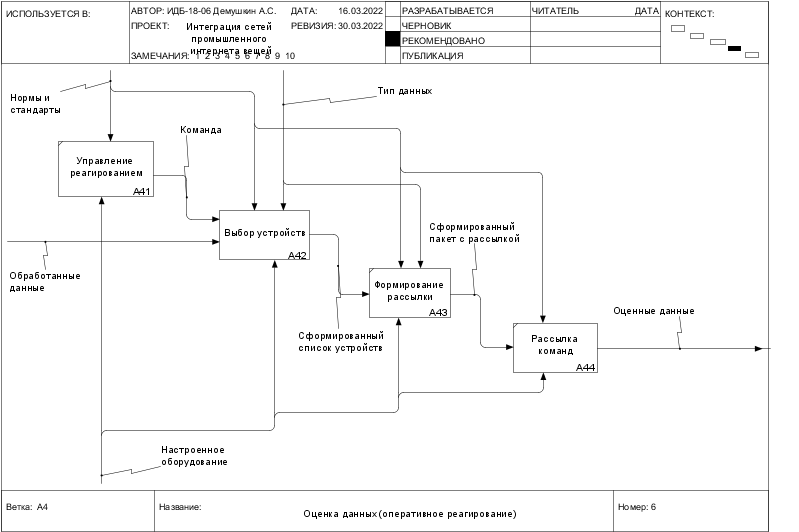 ИСПОЛЬЗУЕТСЯ В:
АВТОР: ИДБ-18-06 Демушкин А.С.
ДАТА: 16.03.2022
ПРОЕКТ: Интеграция сетей
промышленного
интернета вещей
РЕВИЗИЯ: 30.03.2022
ЗАМЕЧАНИЯ: 1 2 3 4 5 6 7 8 9 10
РАЗРАБАТЫВАЕТСЯ
ЧЕРНОВИК
РЕКОМЕНДОВАНО
ПУБЛИКАЦИЯ
ЧИТАТЕЛЬ ДАТА
КОНТЕКСТ:
Нормы и
стандарты
Тип данных
Команда
Управление
реагированием
A41
Выбор устройств
A42
Обработанные
данные
Сформированный
пакет с рассылкой
Формирование
рассылки
A43
Сформированный
список устройств
Оценные данные
Рассылка
команд
A44
Настроенное
оборудование
Ветка: A4
Название: Оценка данных (оперативное реагирование)
Номер: 6